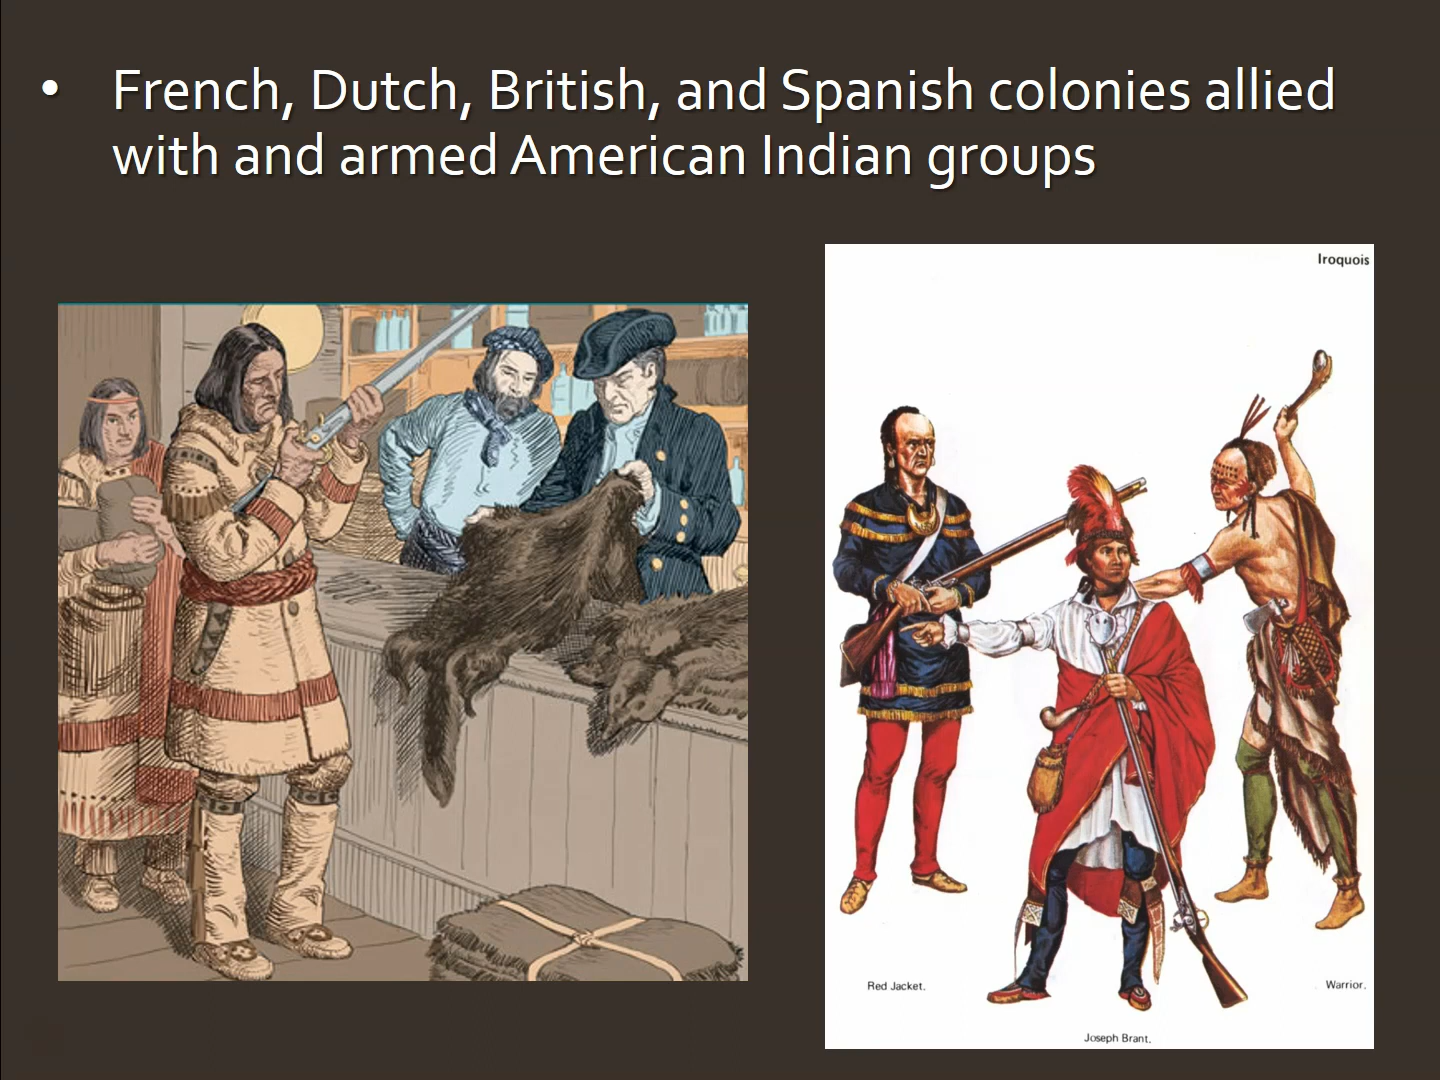 • French, Dutch, British, and Spanish colonies allied
with and armed American Indian groups
Iroquois
Red Jacket.
Warrior.
Joseph Brant.